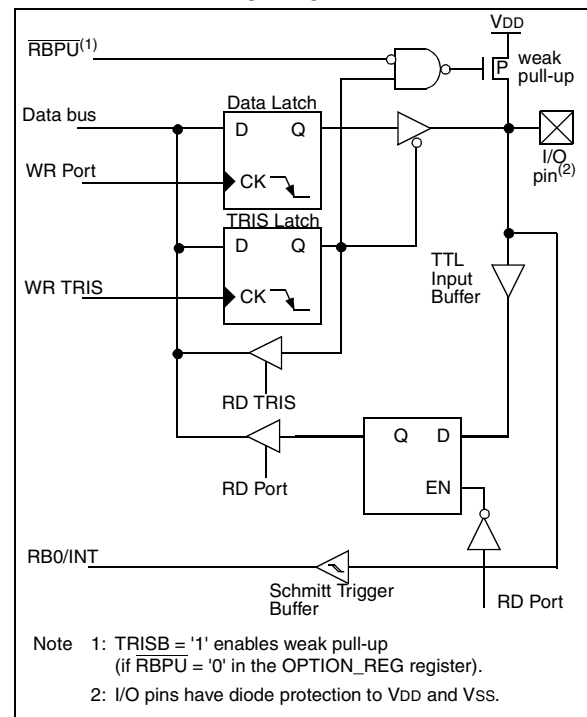 VDD
RBPU(1)
P
weak
pull-up
Data Latch
Data bus
D Q
I/O
pin(2)
WR Port
CK
TRIS Latch
D Q
TTL
Input
Buffer
WR TRIS
CK
RD TRIS
Q D
RD Port
EN
RB0/INT
Schmitt Trigger
Buffer
RD Port
Note 1: TRISB = '1' enables weak pull-up
(if RBPU = '0' in the OPTION_REG register).
2: I/O pins have diode protection to VDD and VSS.